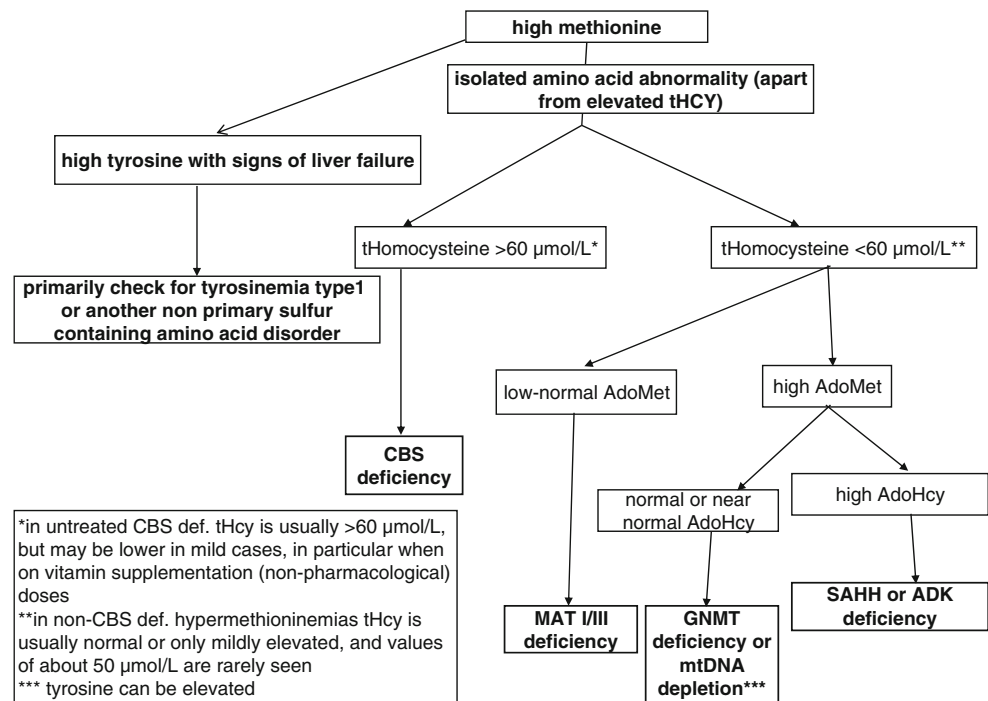 high methionine
isolated amino acid abnormality (apart
from elevated tHCY)
high tyrosine with signs of liver failure
tHomocysteine >60 µmol/L*
tHomocysteine <60 µmol/L**
primarily check for tyrosinemia type1
or another non primary sulfur
containing amino acid disorder
low-normal AdoMet
high AdoMet
CBS
deficiency
normal or near
normal AdoHcy
high AdoHcy
*in untreated CBS def. tHcy is usually >60 µmol/L,
but may be lower in mild cases, in particular when
on vitamin supplementation (non-pharmacological)
doses
**in non-CBS def. hypermethioninemias tHcy is
usually normal or only mildly elevated, and values
of about 50 µmol/L are rarely seen
*** tyrosine can be elevated
MAT I/III
deficiency
GNMT
deficiency or
mtDNA
depletion***
SAHH or ADK
deficiency